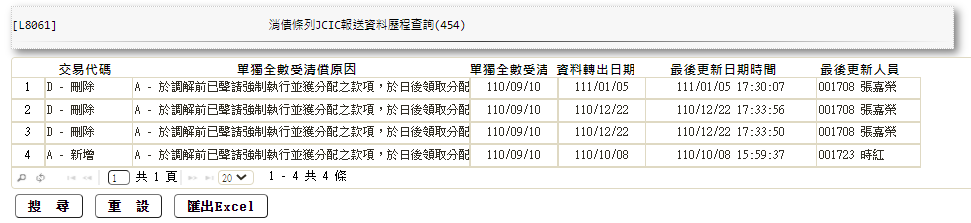 [L8061] 消債條列JCIC報送資料歷程查詢(454)
交易代碼 單獨全數受清償原因 單獨全數受清 資料轉出日期 最後更新日期時間 最後更新人員
1 D - 刪除 A - 於調解前已聲請強制執行並獲分配之款項，於日後領取分配 110/09/10 111/01/05 111/01/05 17:30:07 001708 張嘉榮
2 D - 刪除 A - 於調解前已聲請強制執行並獲分配之款項，於日後領取分配 110/09/10 110/12/22 110/12/22 17:33:56 001708 張嘉榮
3 D - 刪除 A - 於調解前已聲請強制執行並獲分配之款項，於日後領取分配 110/09/10 110/12/22 110/12/22 17:33:50 001708 張嘉榮
4 A - 新增 A - 於調解前已聲請強制執行並獲分配之款項，於日後領取分配 110/09/10 110/10/08 110/10/08 15:59:37 001723 時紅
1 共 1 頁 20 1 - 4 共 4 條
搜 尋 重 設 匯出Excel